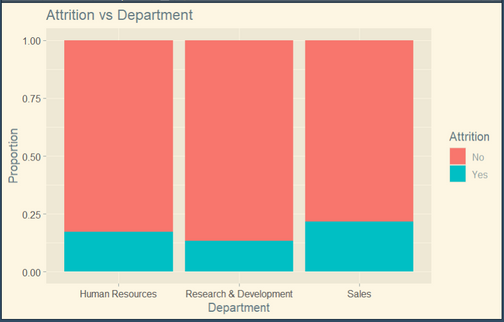 Attrition vs Department
1.00
0.75
0.50
0.25
0.00
Proportion
Human Resources Research & Development Sales
Department
Attrition
No
Yes